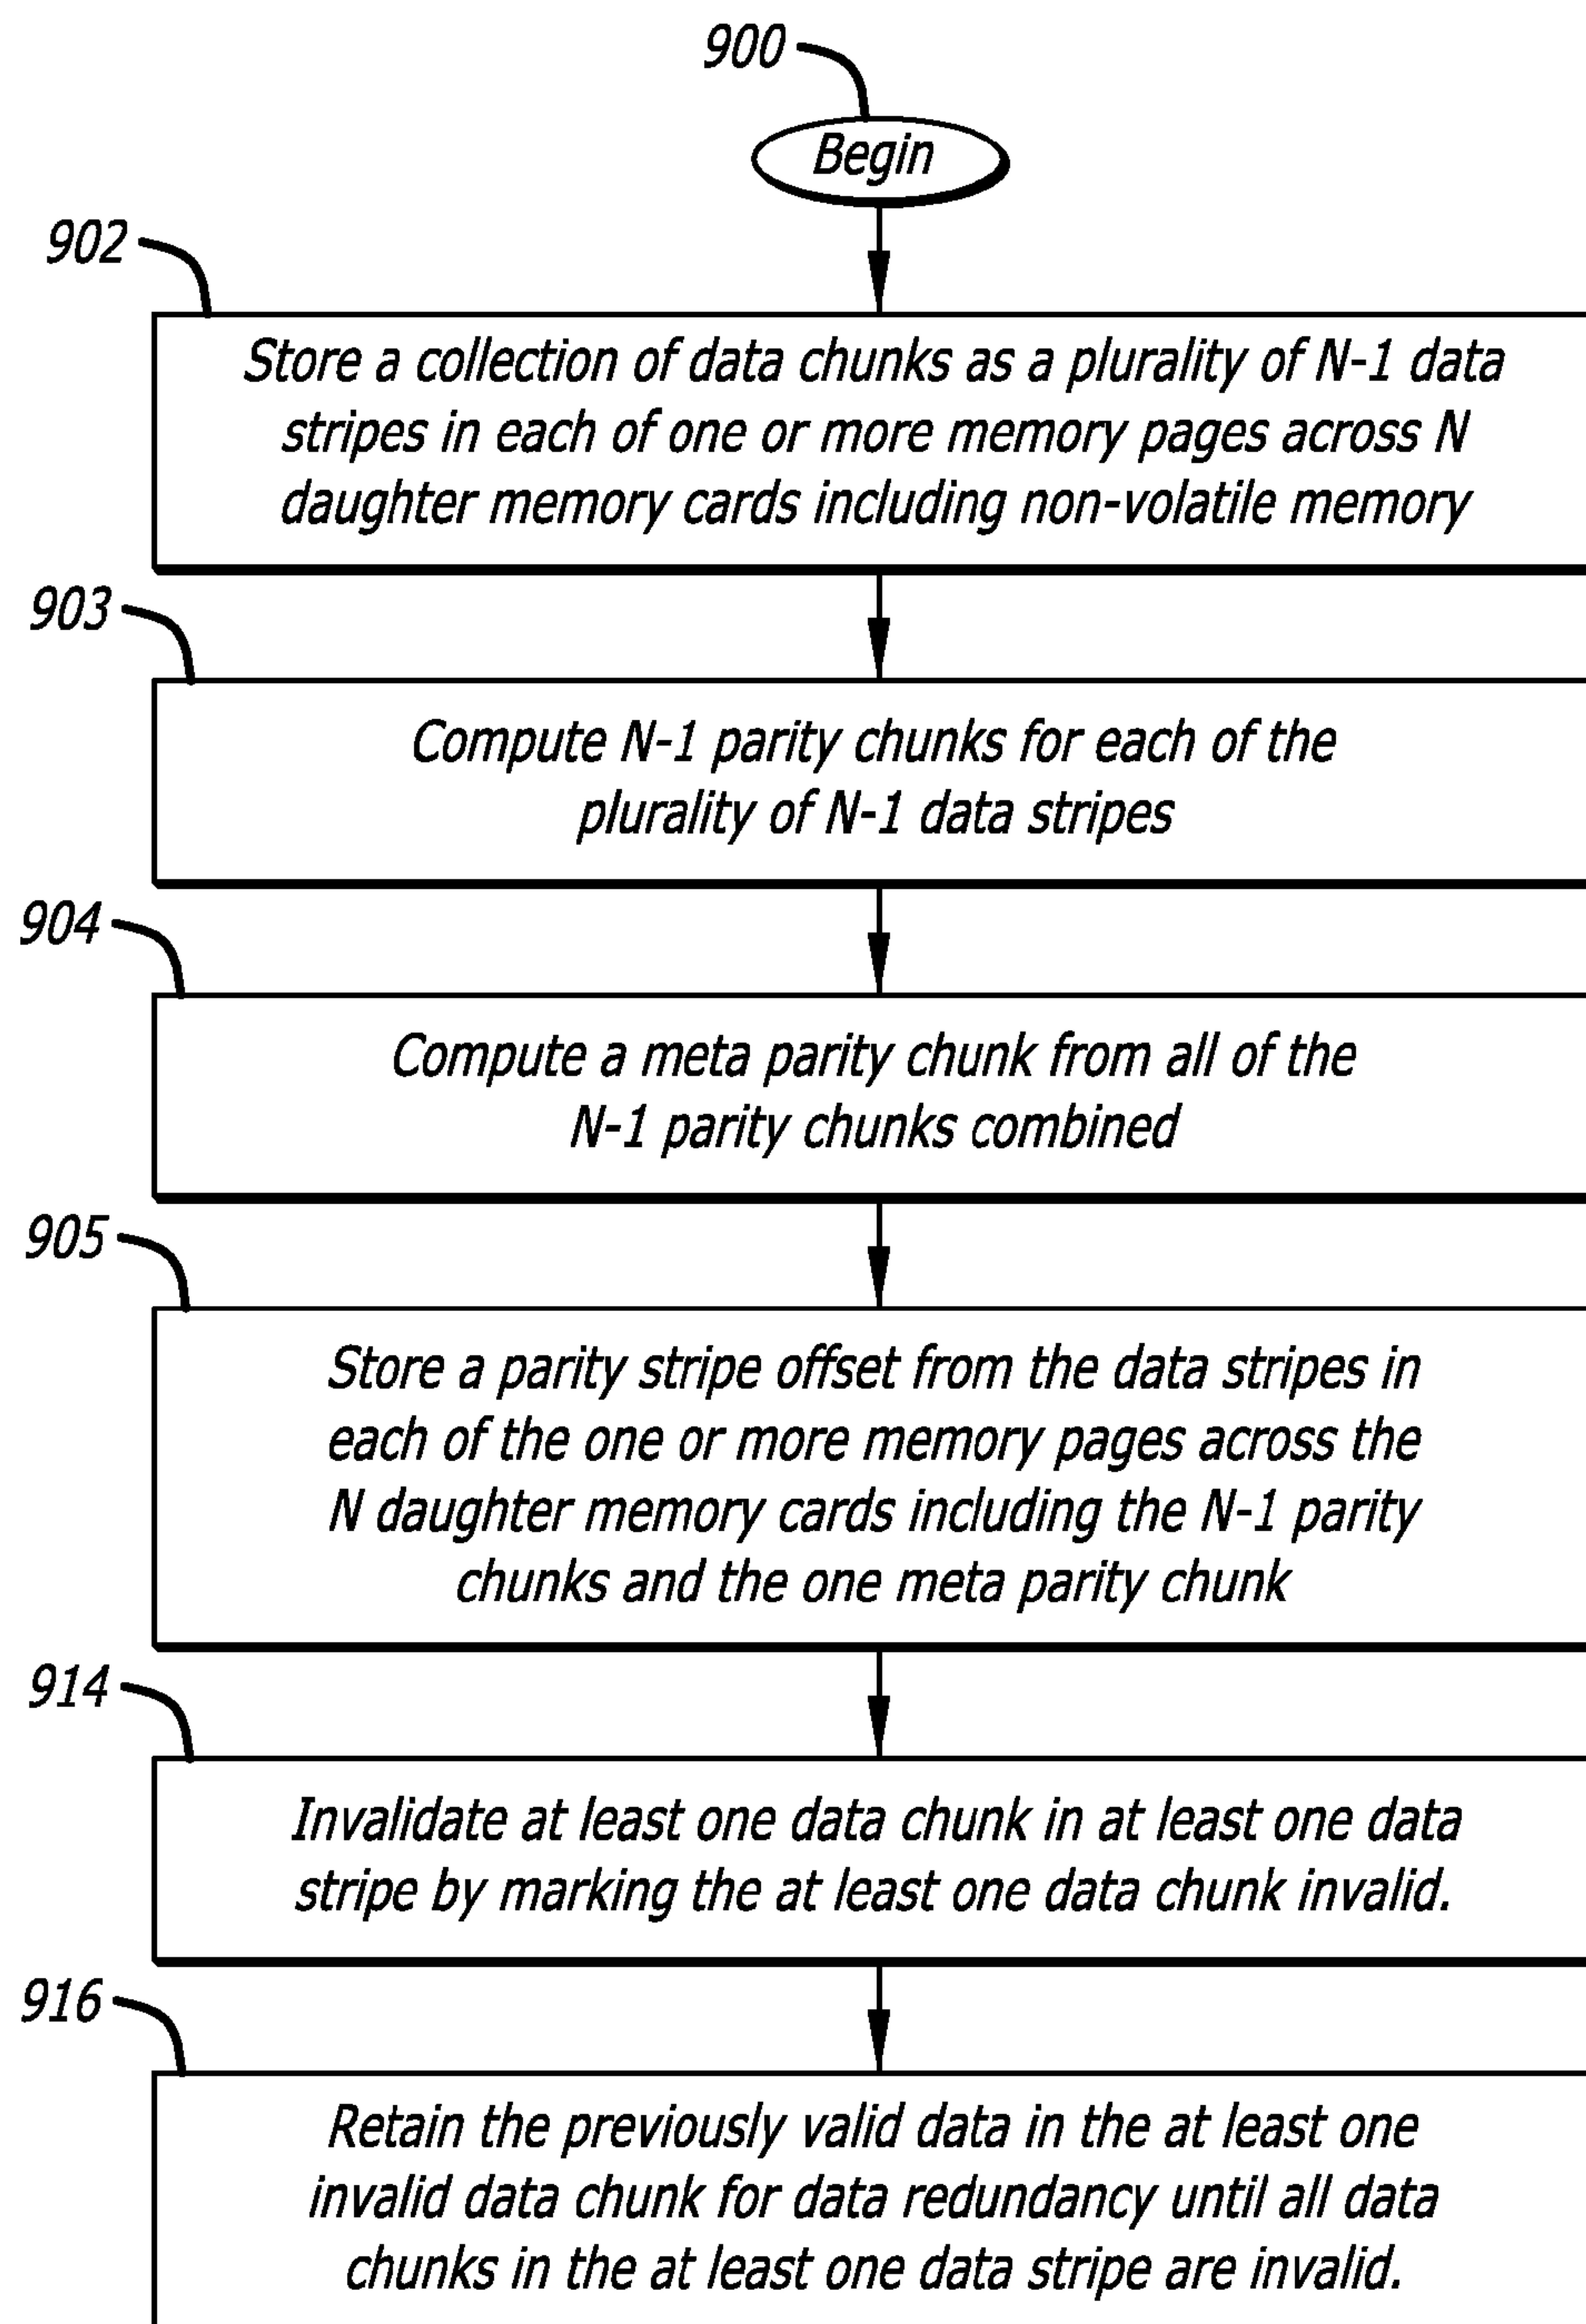 900
Begin
902
Store a collection of data chunks as a plurality of N-1 data
stripes in each of one or more memory pages across N
daughter memory cards including non-volatile memory
903
Compute N-1 parity chunks for each of the
plurality of N-1 data stripes
904
Compute a meta parity chunk from all of the
N-1 parity chunks combined
905
Store a parity stripe offset from the data stripes in
each of the one or more memory pages across the
N daughter memory cards including the N-1 parity
chunks and the one meta parity chunk
914
Invalidate at least one data chunk in at least one data
stripe by marking the at least one data chunk invalid.
916
Retain the previously valid data in the at least one
invalid data chunk for data redundancy until all data
chunks in the at least one data stripe are invalid.